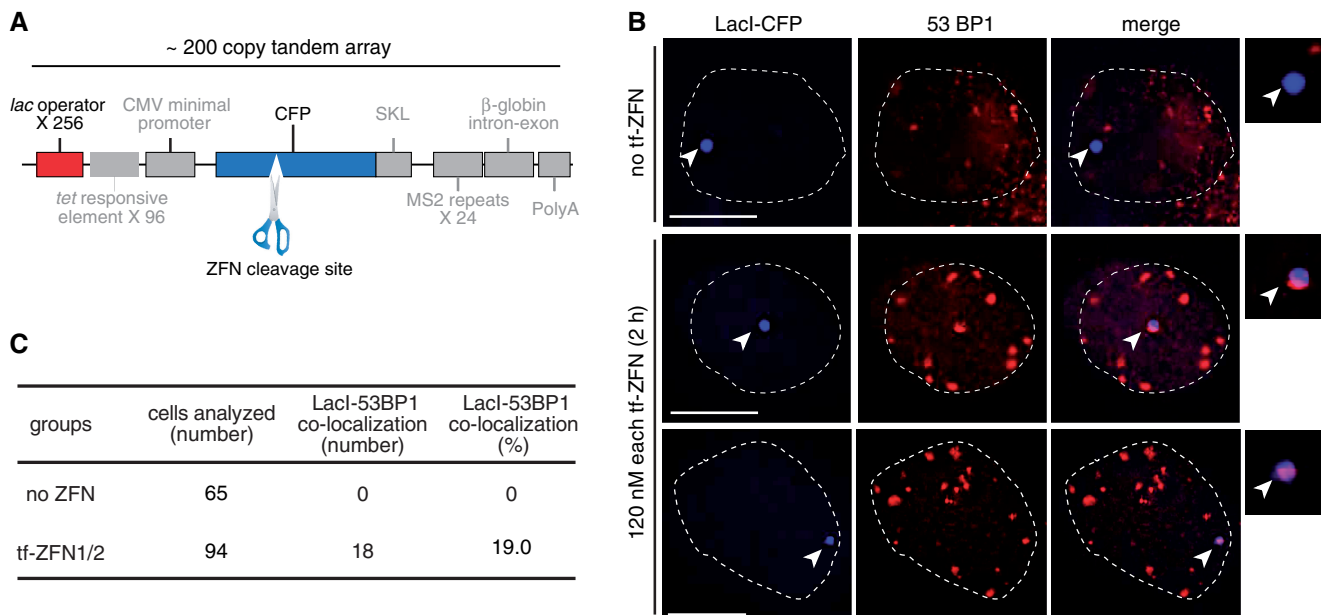 A
~ 200 copy tandem array
lac operator
X 256
CMV minimal
promoter
CFP
SKL
β-globin
intron-exon
tet responsive
element X 96
MS2 repeats
X 24
PolyA
ZFN cleavage site
B
LacI-CFP
53 BP1
merge
no tf-ZFN
120 nM each tf-ZFN (2 h)
C
groups
cells analyzed
(number)
LacI-53BP1
co-localization
(number)
LacI-53BP1
co-localization
(%)
no ZFN
65
0
0
tf-ZFN1/2
94
18
19.0